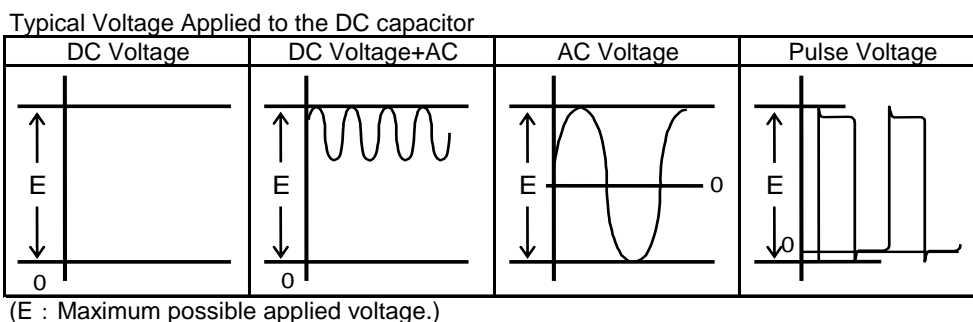 Typical Voltage Applied to the DC capacitor
DC Voltage DC Voltage+AC AC Voltage Pulse Voltage
E E E 0 E
0 0 0
(E：Maximum possible applied voltage.)